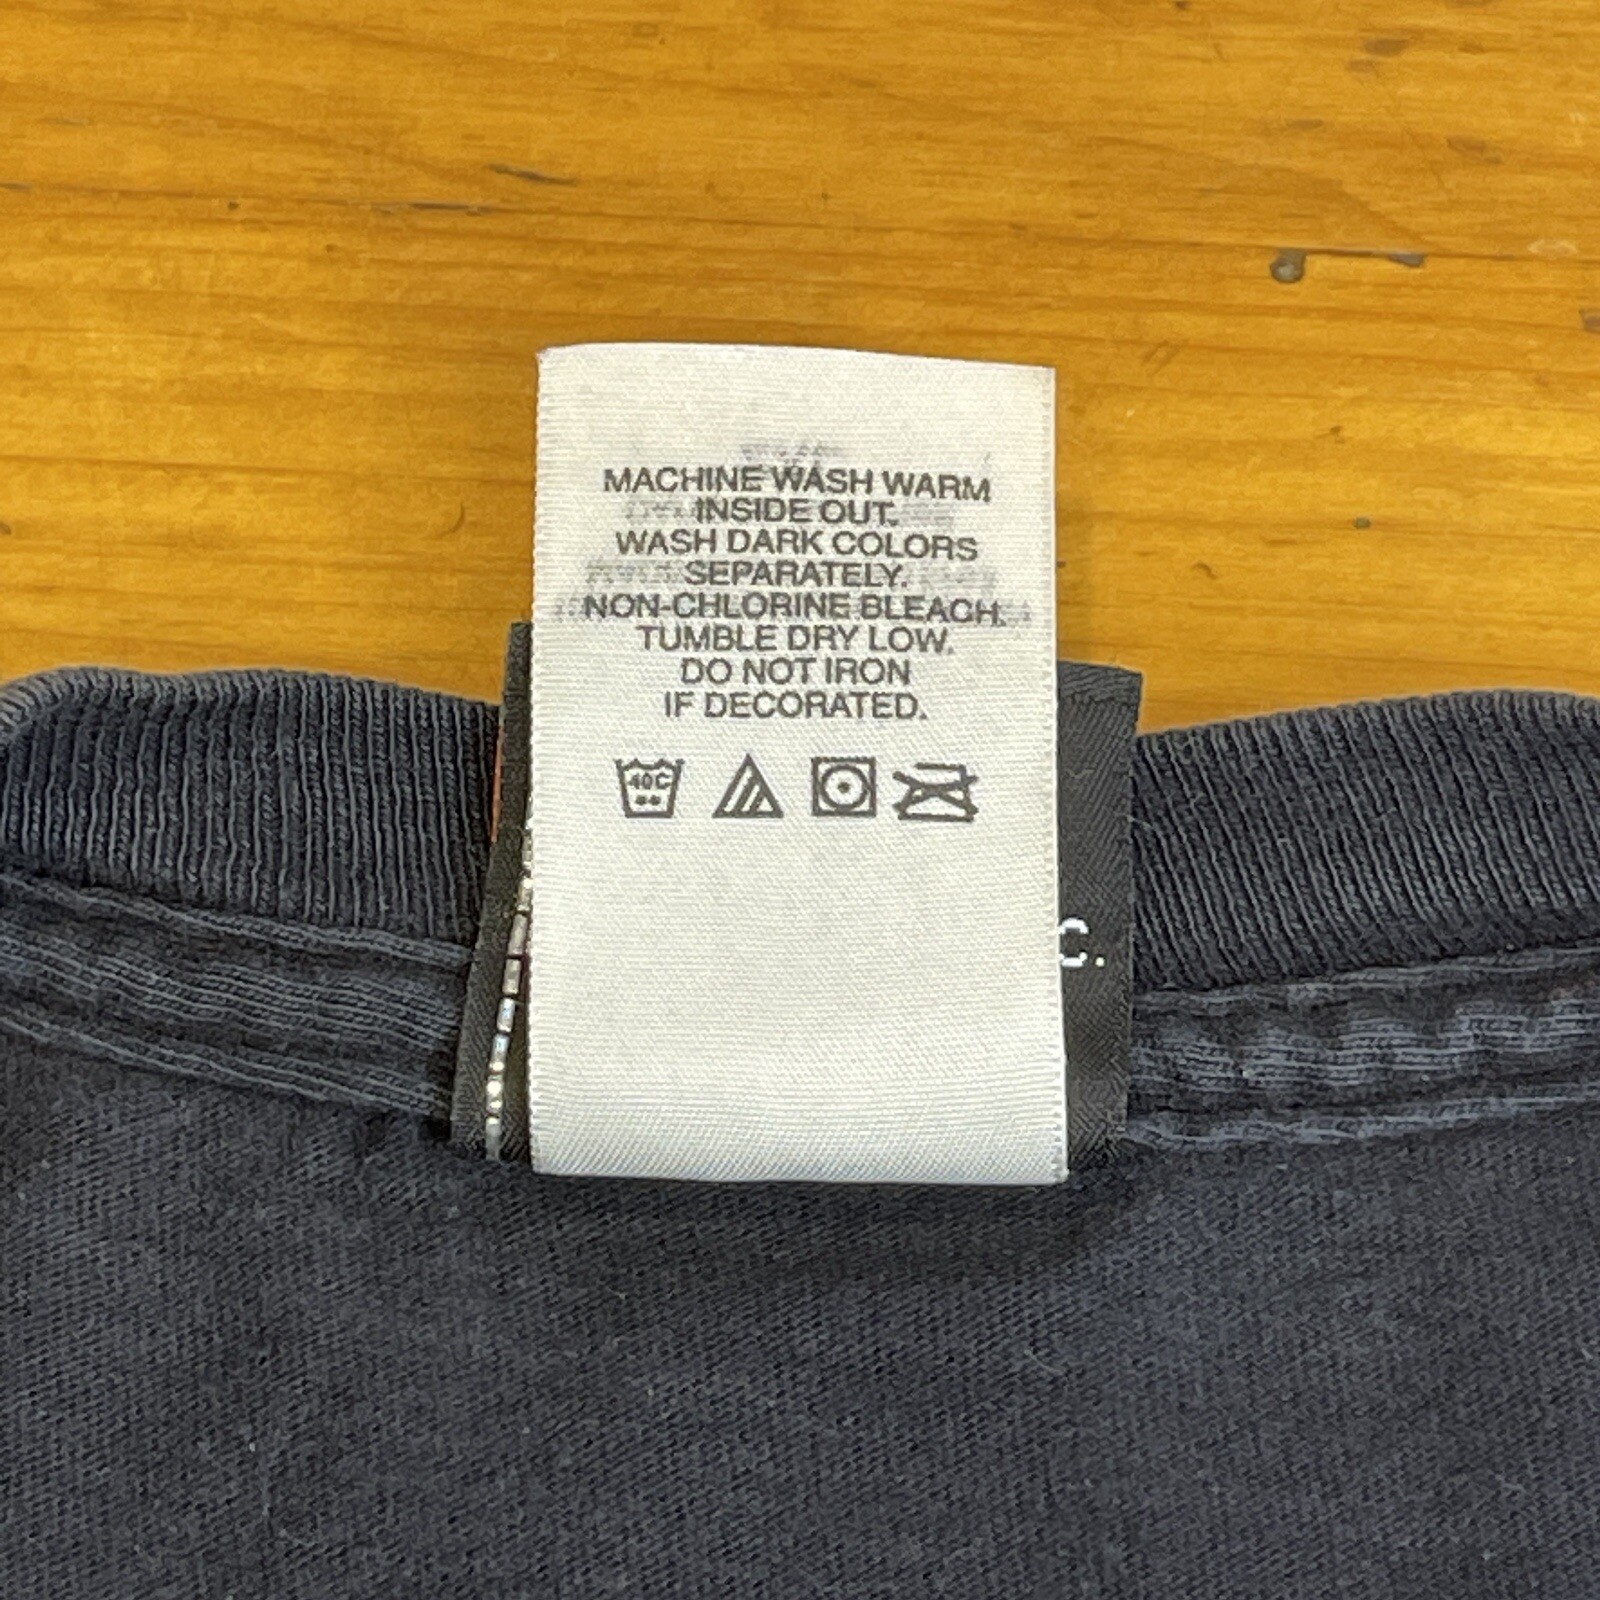 MACHINE WASH WARM
INSIDE OUT.
WASH DARK COLORS
SEPARATELY.
NON-CHLORINE BLEACH.
TUMBLE DRY LOW.
DO NOT IRON
IF DECORATED.
40C
C.